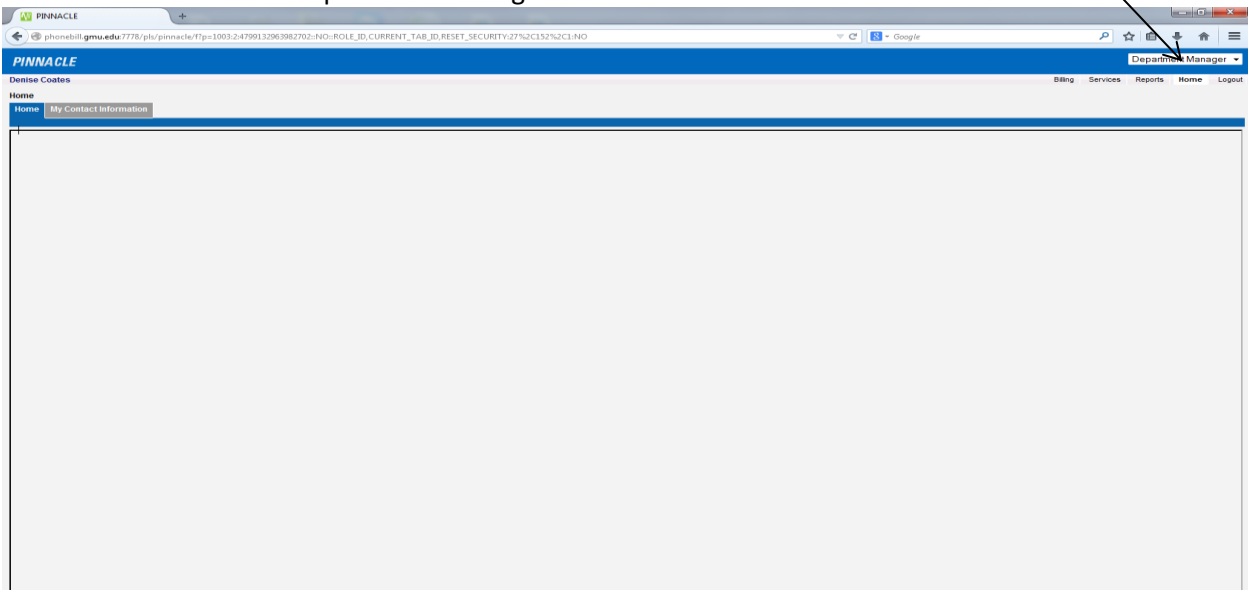 PINNACLE
phonebill.gmu.edu:7778/pls/pinnacle/f?p=1003:2:4799132963982702::NO::ROLE_ID,CURRENT_TAB_ID,RESET_SECURITY:27%2C152%2C1:NO
Google
PINNACLE Department Manager
Denise Coates Billing Services Reports Home Logout
Home
Home My Contact Information